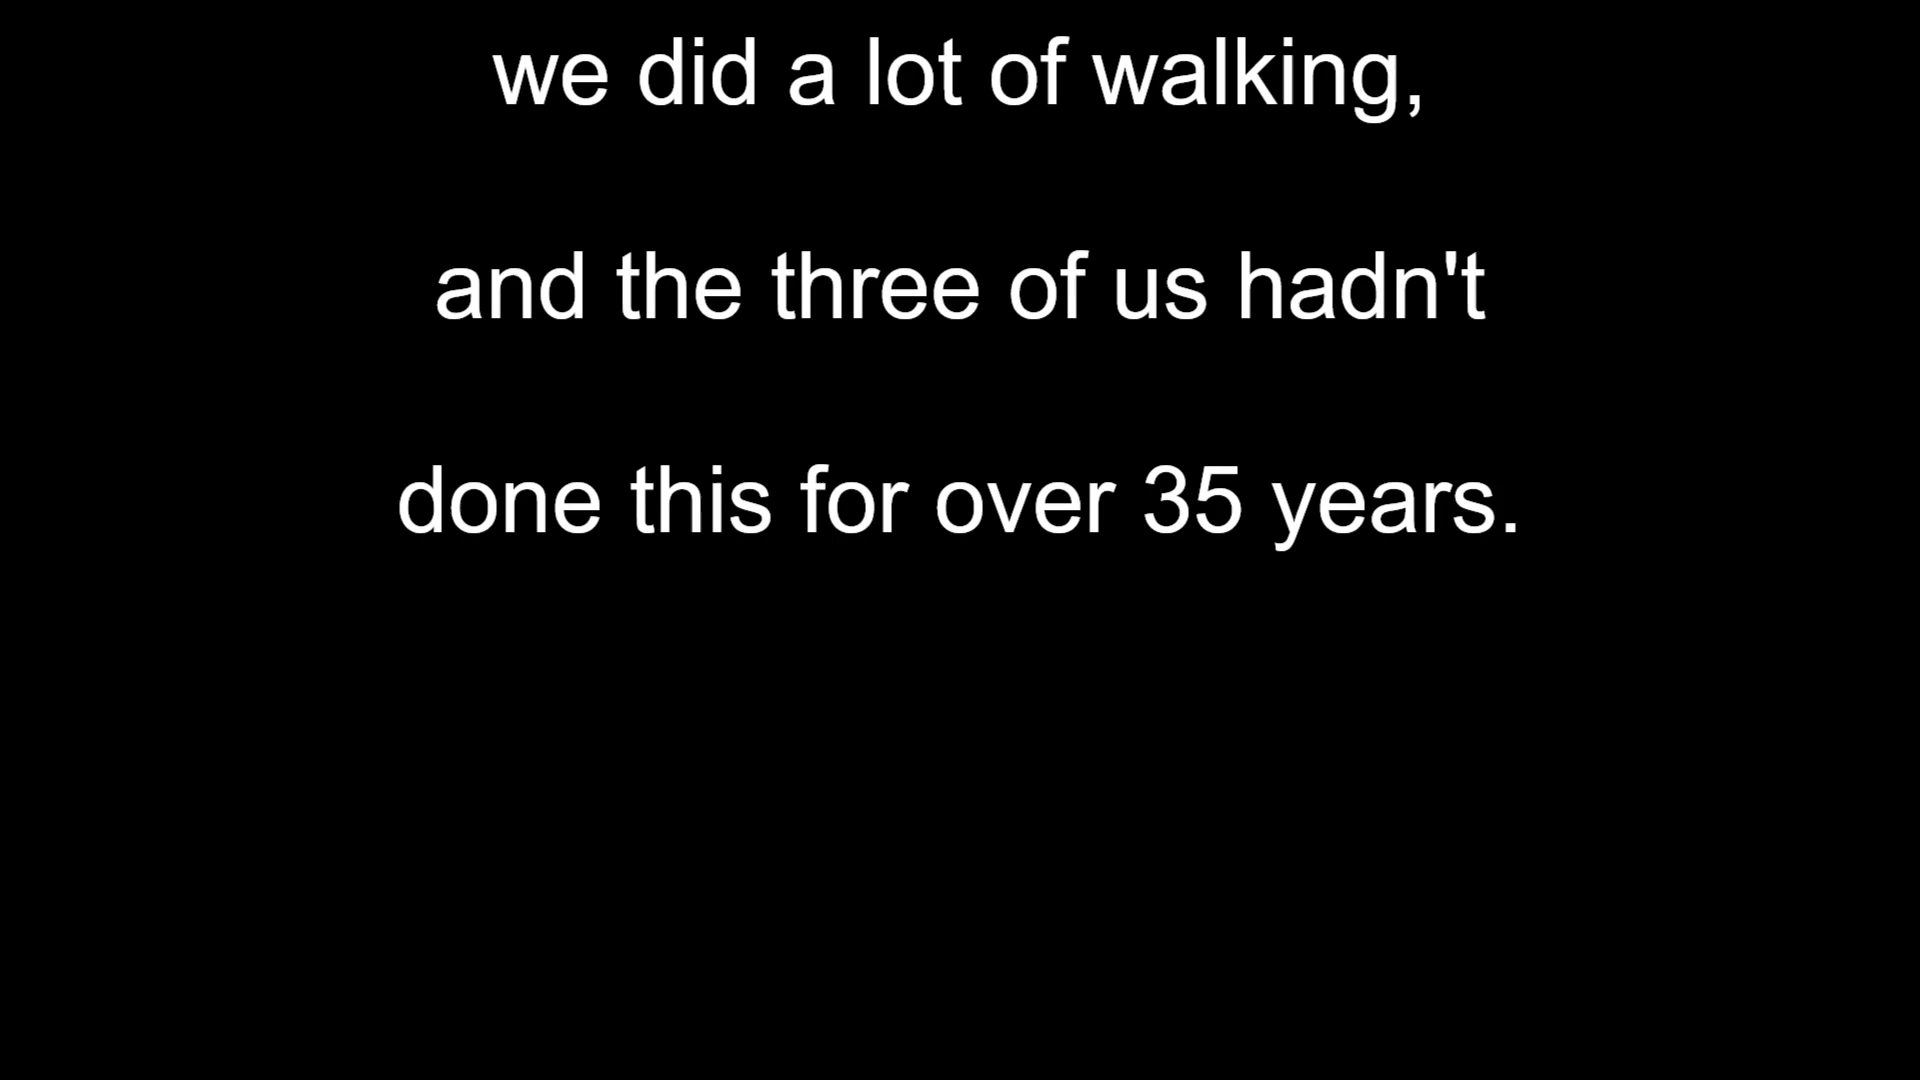 we did a lot of walking,
and the three of us hadn't
done this for over 35 years.